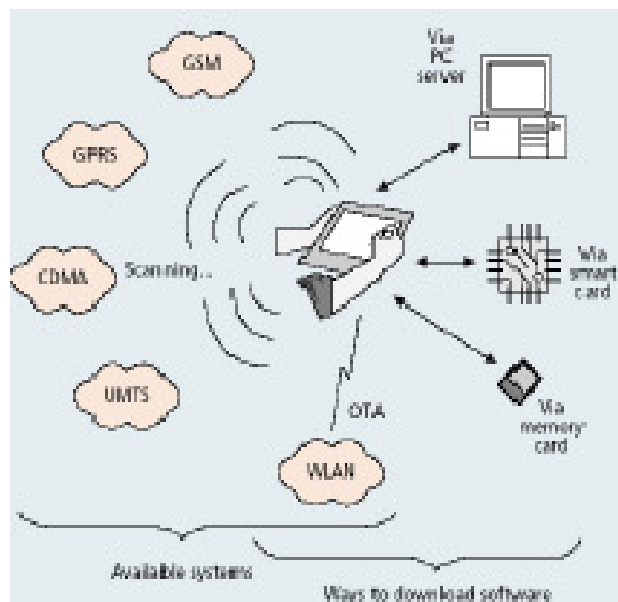 GSM
Via
PC
server
GPRS
CDMA
Scanning...
Via
smart
card
UMTS
OTA
Via
memory
card
WLAN
Available systems
Ways to download software